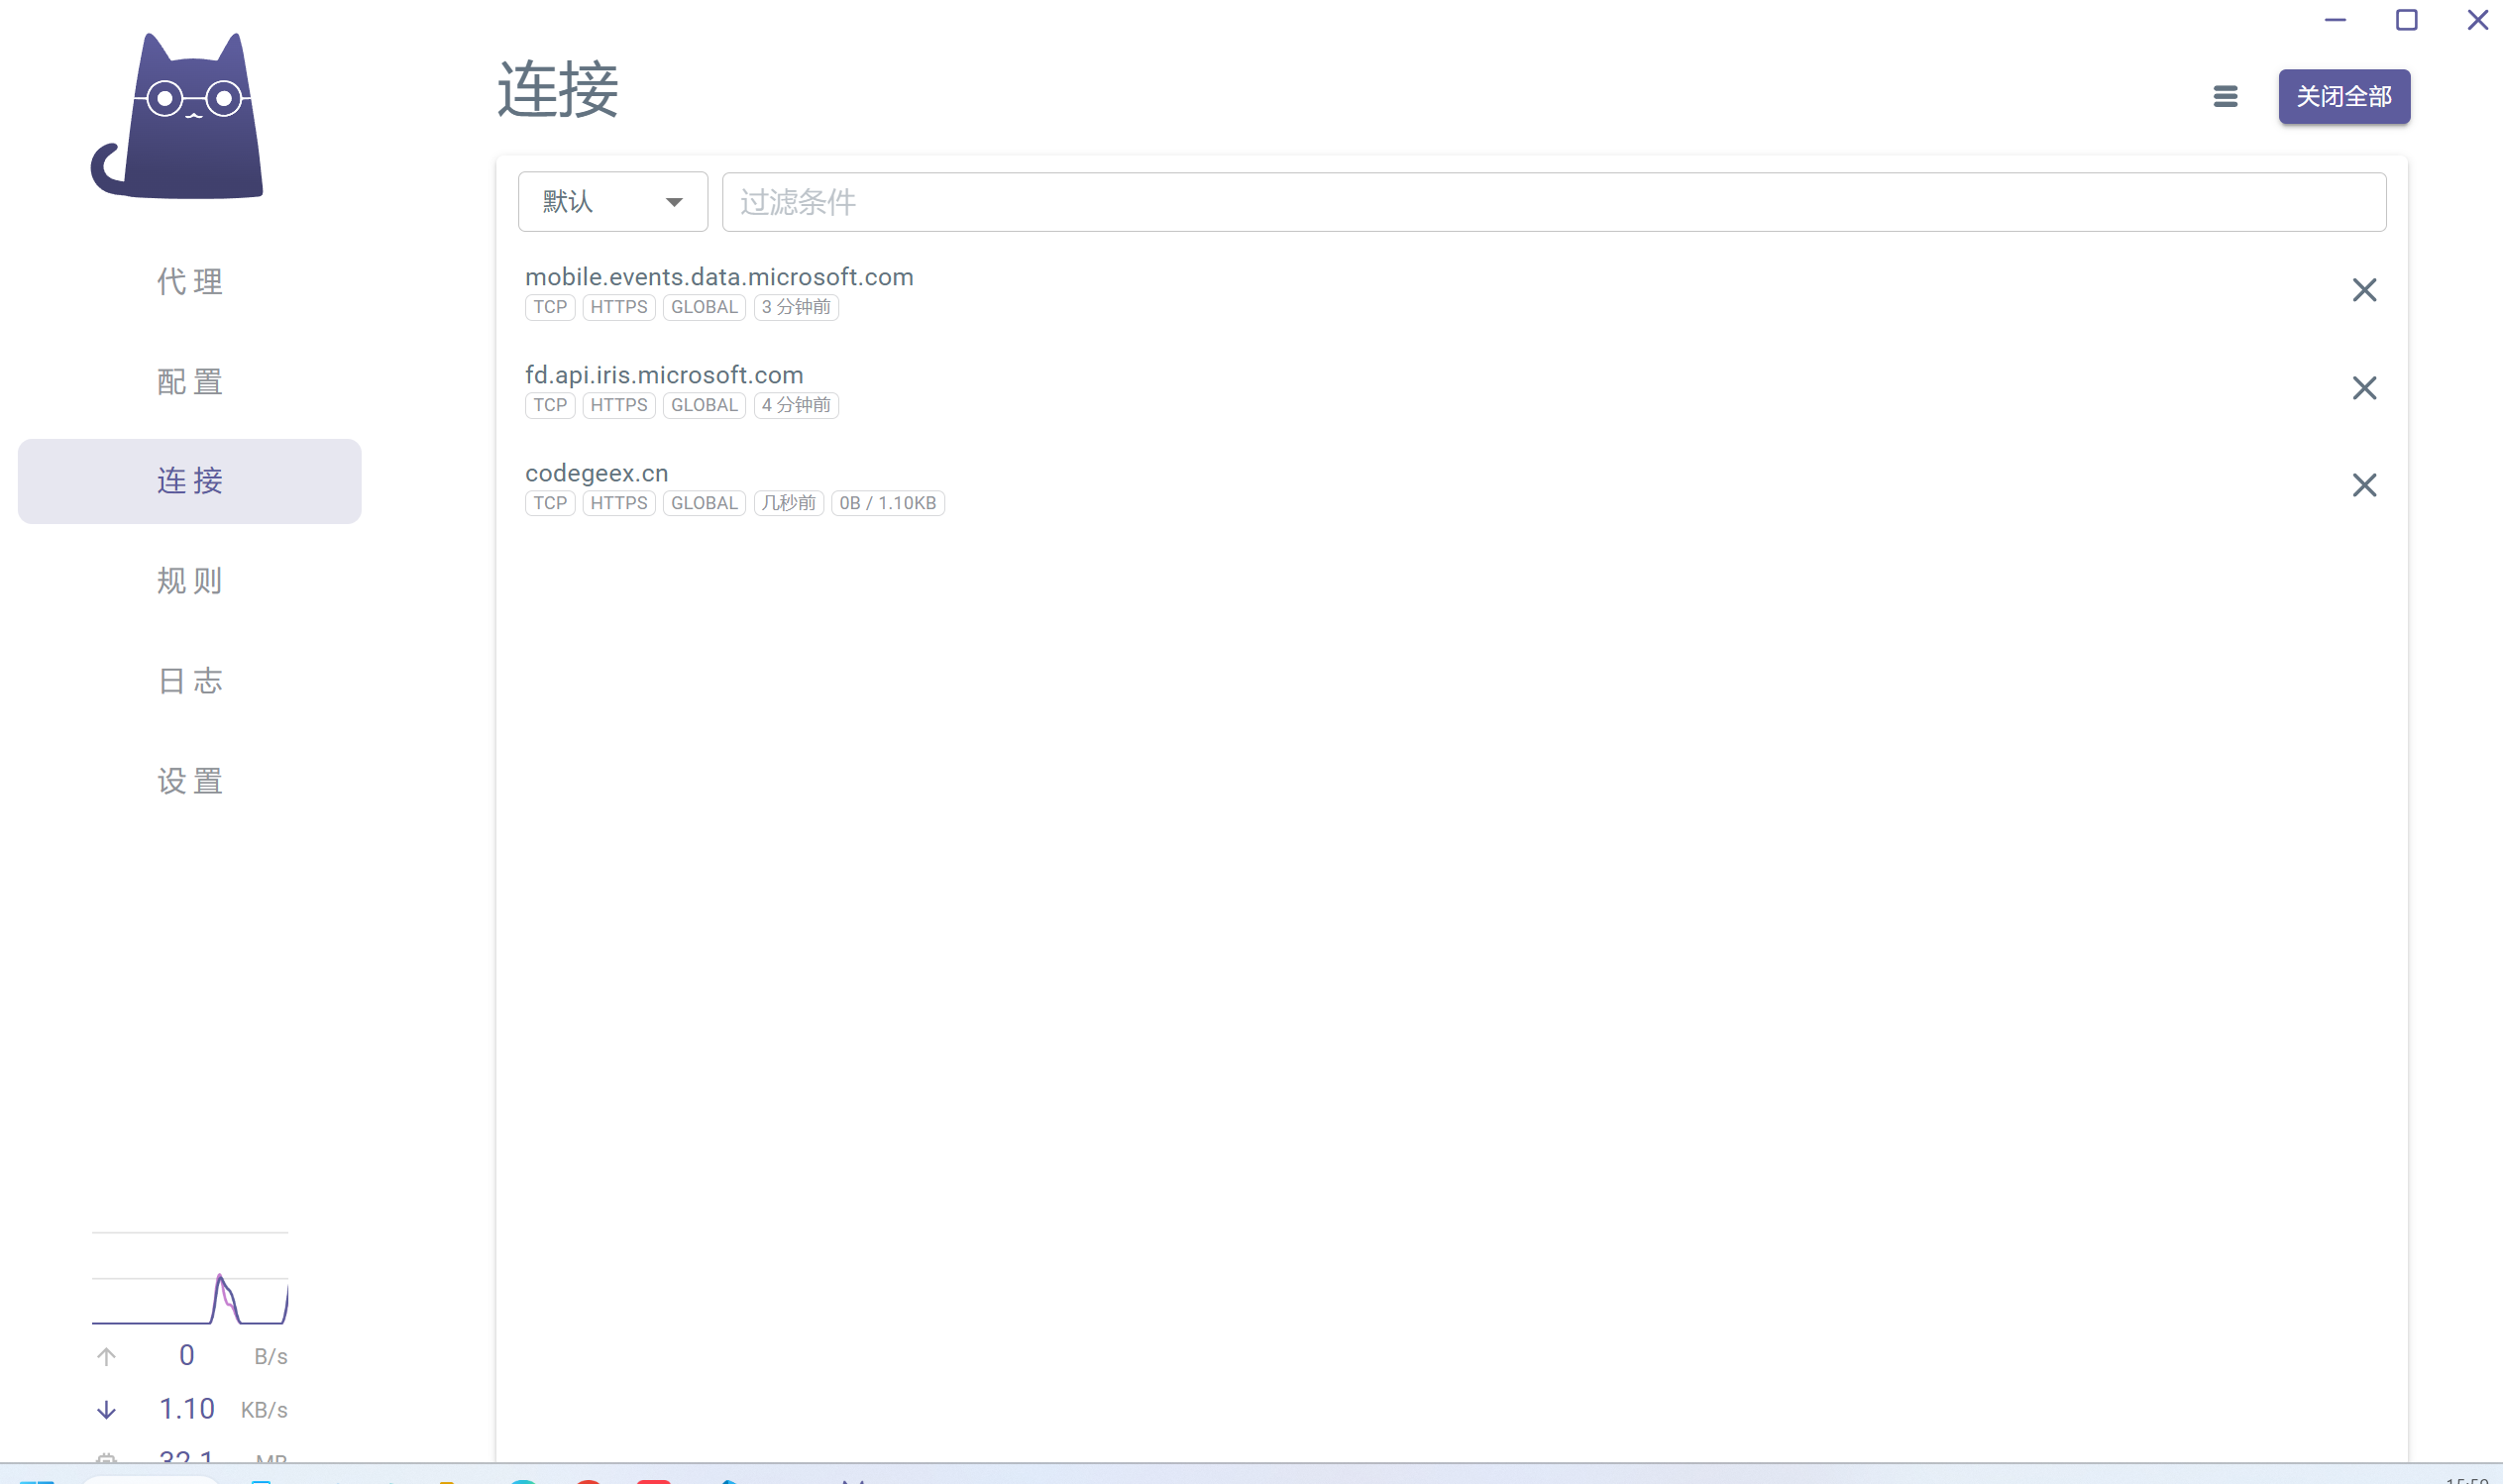 连接
关闭全部
代理
配置
连接
规则
日志
设置
默认
过滤条件
mobile.events.data.microsoft.com
TCP HTTPS GLOBAL 3 分钟前
fd.api.iris.microsoft.com
TCP HTTPS GLOBAL 4 分钟前
codegeex.cn
TCP HTTPS GLOBAL 几秒前 0B / 1.10KB
0 B/s
1.10 KB/s
32.1 MB